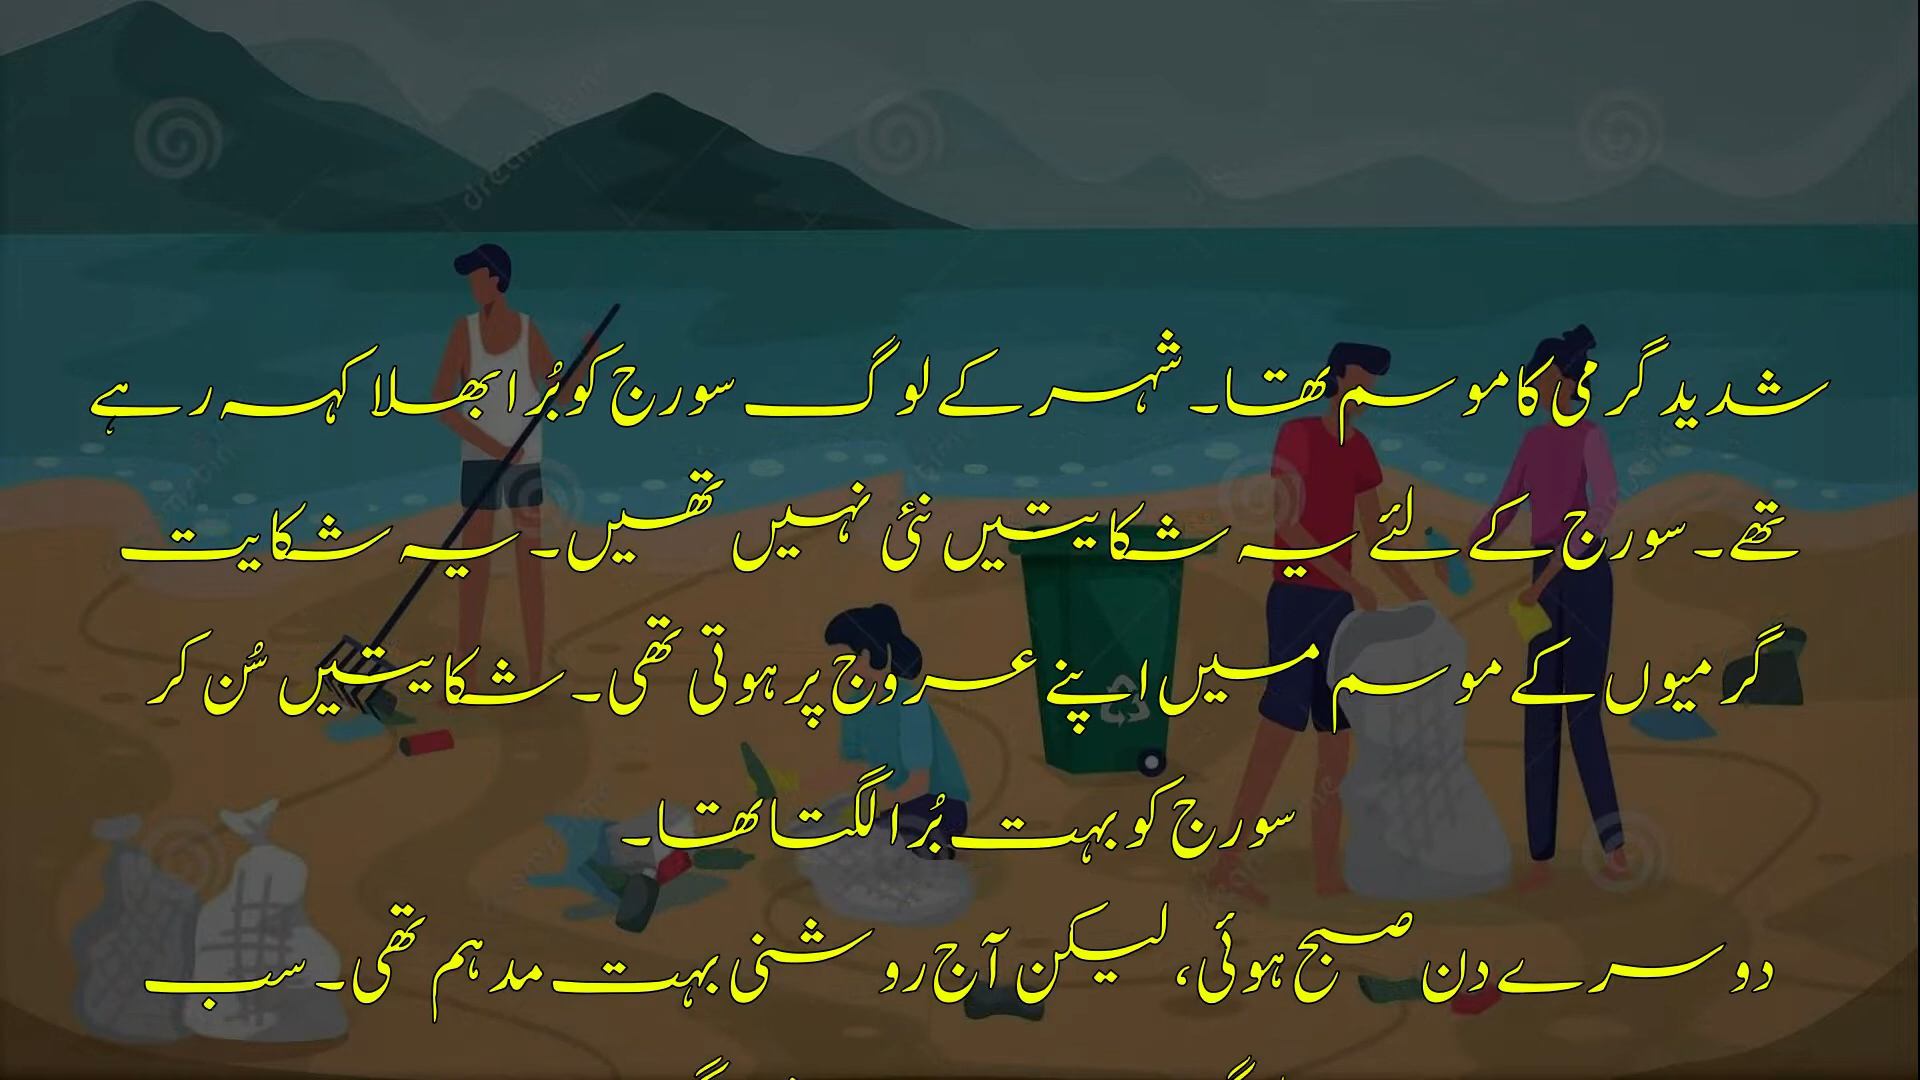 شدید گرمی کا موسم تھا۔ شہر کے لوگ سورج کو بُرا بھلا کہہ رہے
تھے۔ سورج کے لئے یہ شکایتیں نئی نہیں تھیں۔ یہ شکایت
گرمیوں کے موسم میں اپنے عروج پر ہوتی تھی۔ شکایتیں سُن کر
سورج کو بہت بُرا لگتا تھا۔
دوسرے دن صبح ہوئی، لیکن آج روشنی بہت مدہم تھی۔ سب